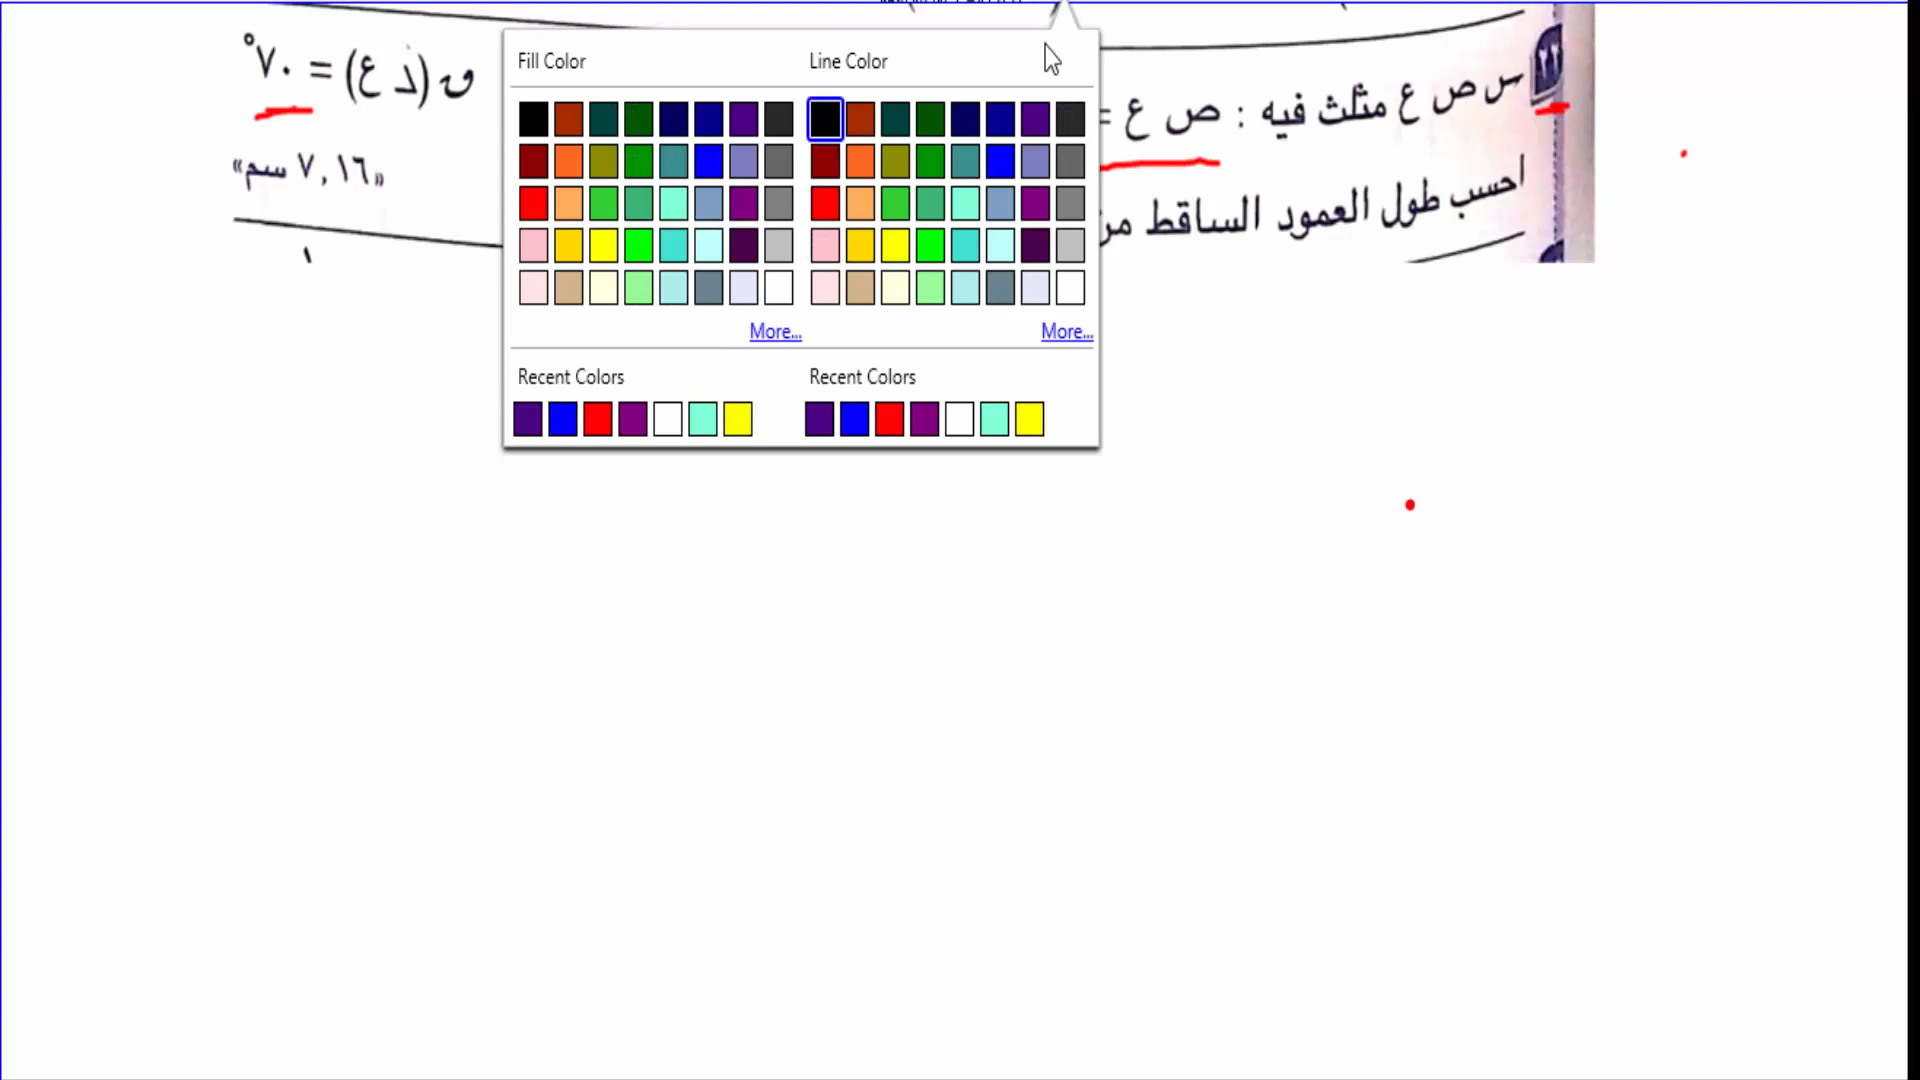 ٢٢ س ص ع مثلث فيه : ص ع =
ق (د ع) = ٧٠°
احسب طول العمود الساقط من
«٧,١٦ سم»
Fill Color
Line Color
More...
More...
Recent Colors
Recent Colors